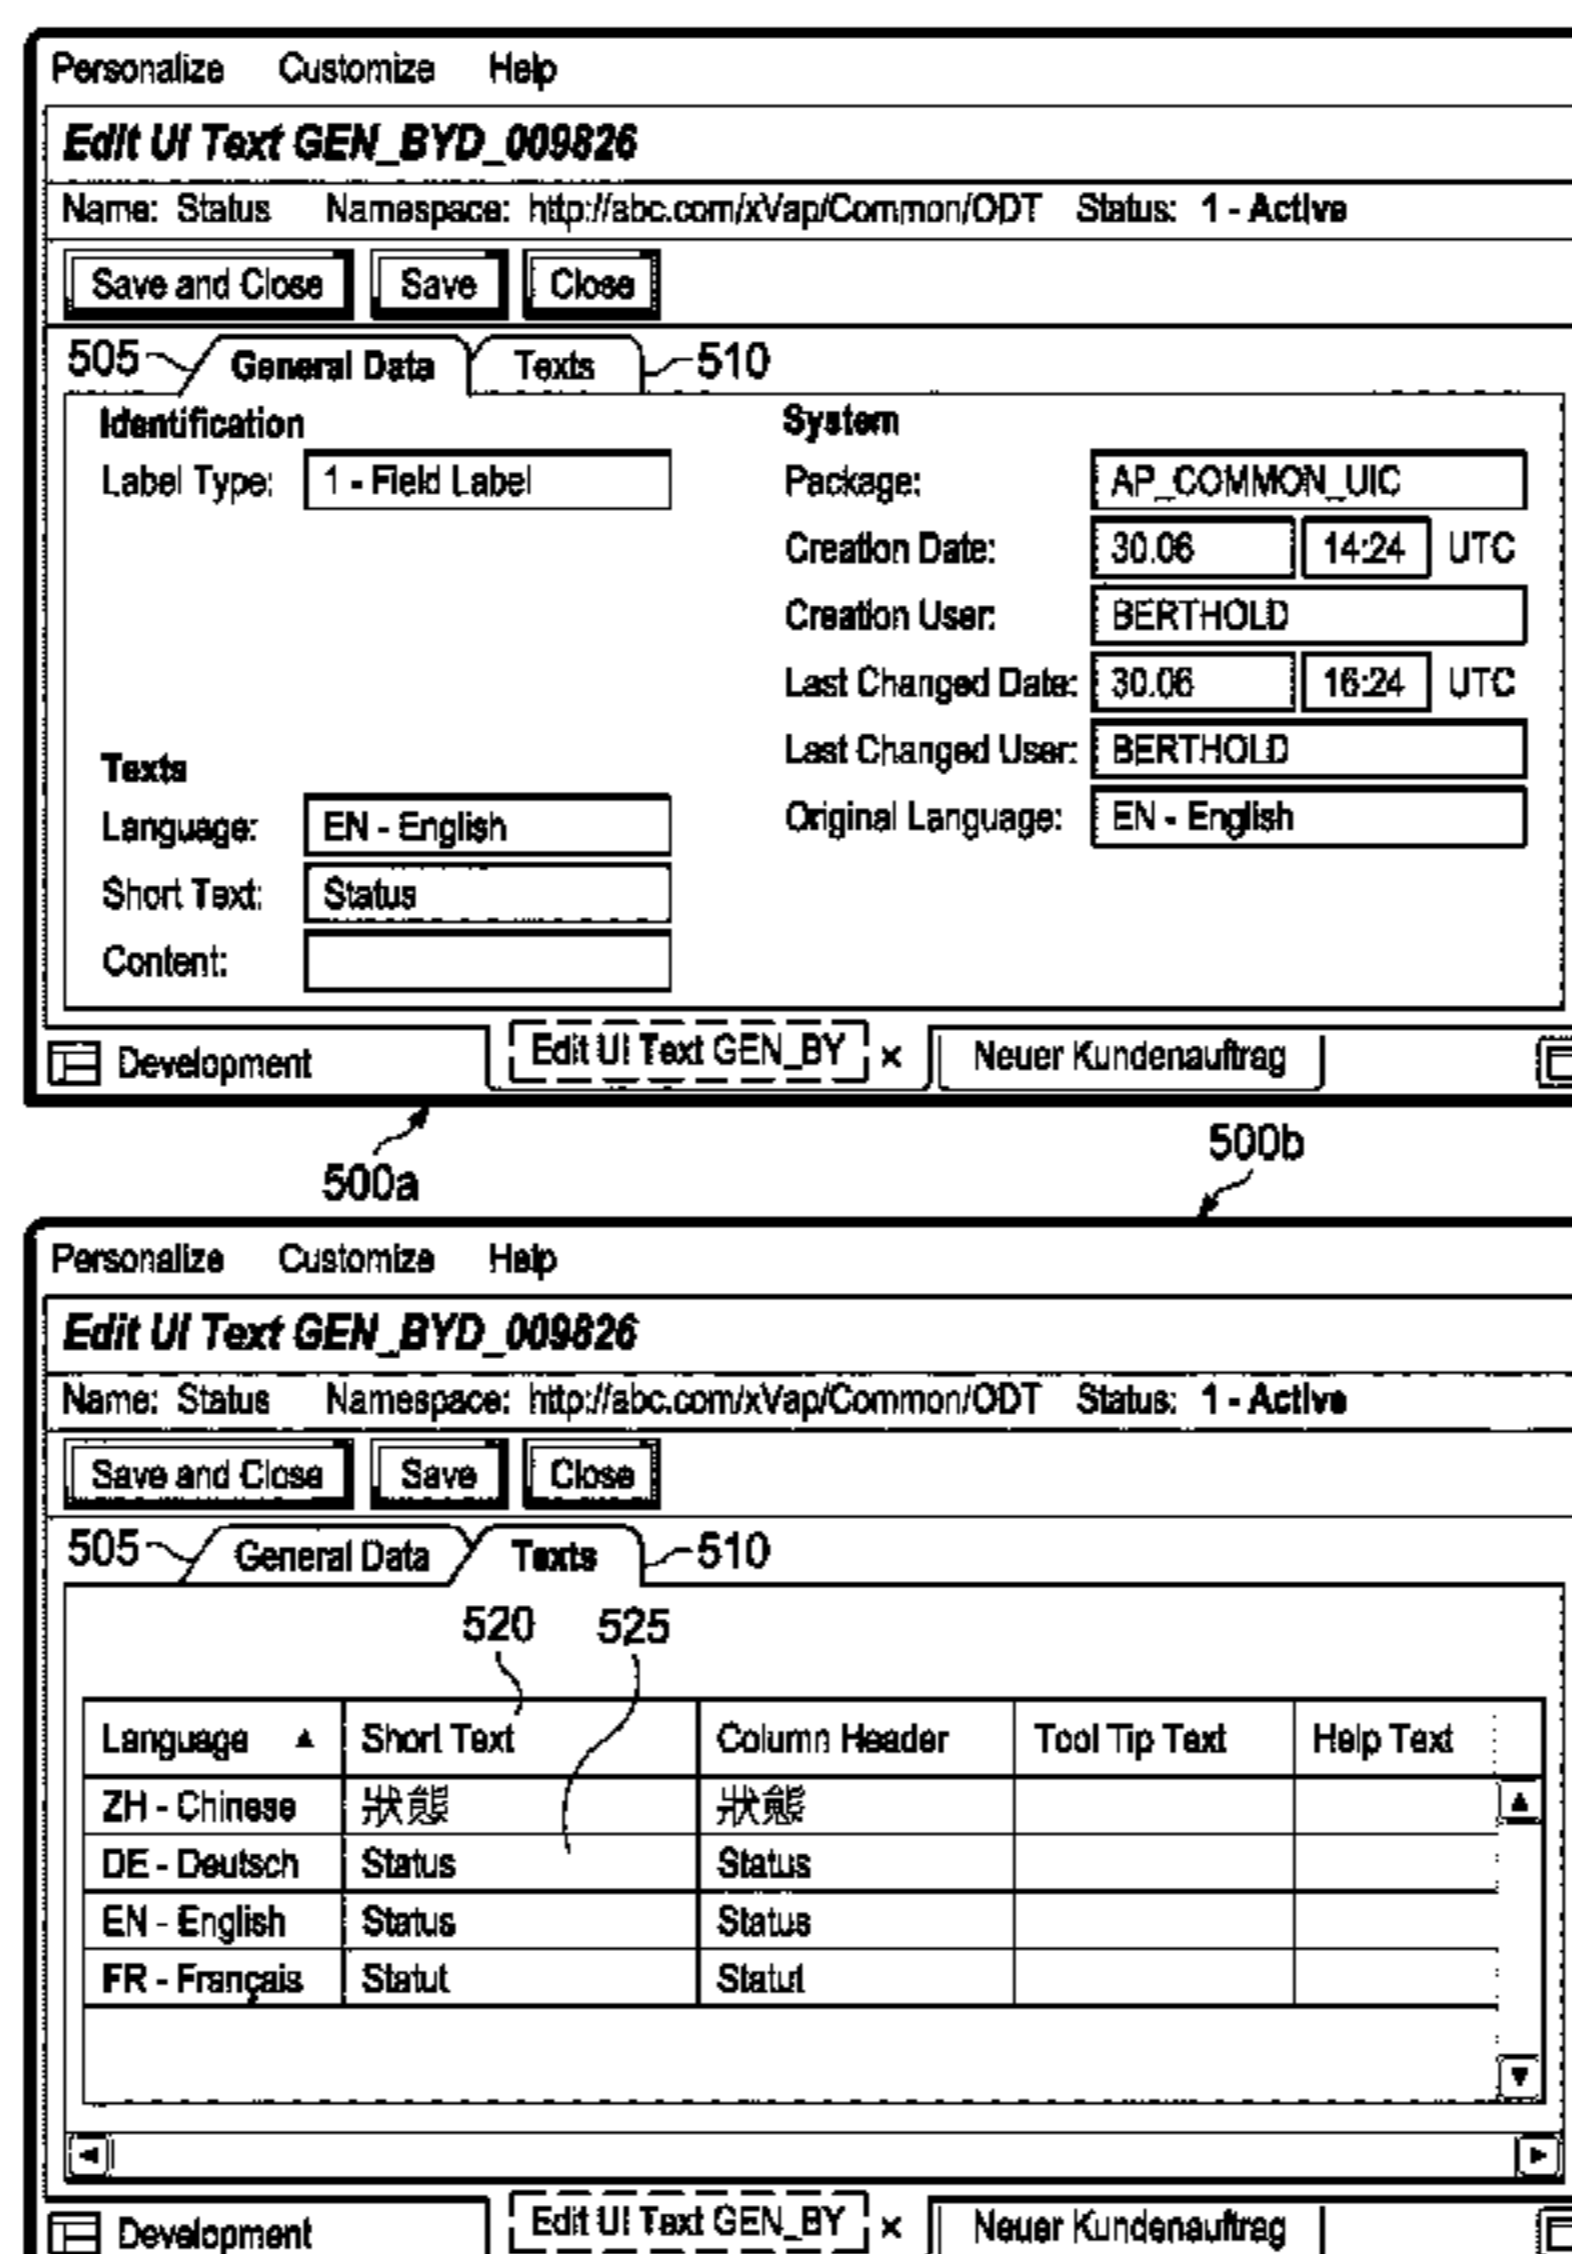 Personalize Customize Help
Edit UI Text GEN_BYD_009826
Name: Status Namespace: http://abc.com/xVap/Common/ODT Status: 1 - Active
Save and Close Save Close
505 General Data Texts 510
Identification System
Label Type: 1 - Field Label Package: AP_COMMON_UIC
Creation Date: 30.06 14:24 UTC
Creation User: BERTHOLD
Last Changed Date: 30.06 16:24 UTC
Texts Last Changed User: BERTHOLD
Language: EN - English Original Language: EN - English
Short Text: Status
Content:
Development Edit UI Text GEN_BY × Neuer Kundenauftrag
500a 500b
Personalize Customize Help
Edit UI Text GEN_BYD_009826
Name: Status Namespace: http://abc.com/xVap/Common/ODT Status: 1 - Active
Save and Close Save Close
505 General Data Texts 510
520 525
Language ▲ Short Text Column Header Tool Tip Text Help Text
ZH - Chinese 狀態 狀態
DE - Deutsch Status Status
EN - English Status Status
FR - Français Statut Statut
Development Edit UI Text GEN_BY × Neuer Kundenauftrag